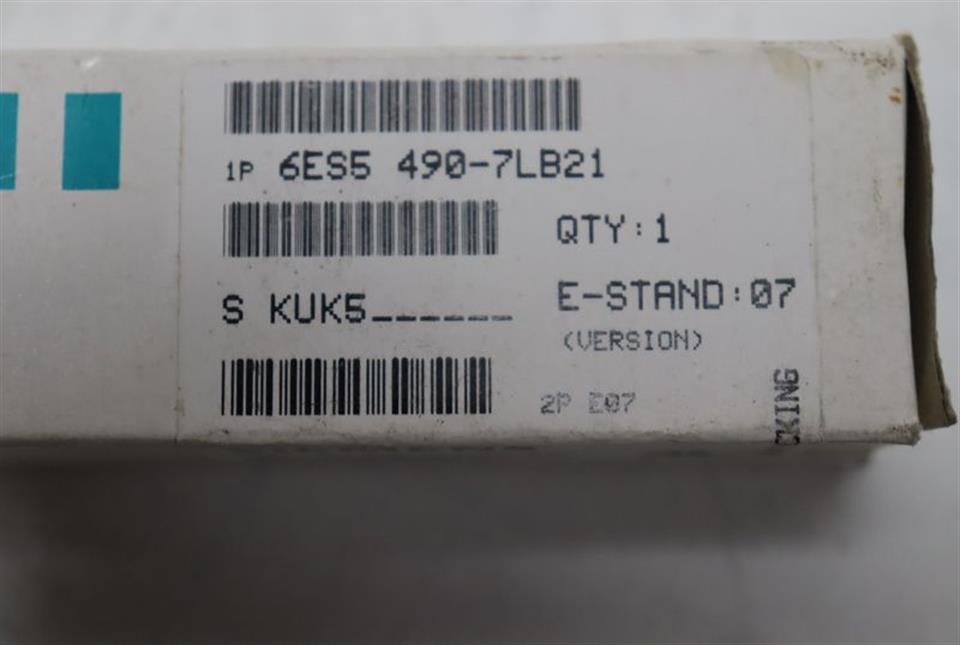 1P 6ES5 490-7LB21
QTY:1
S KUK5______
E-STAND:07
(VERSION)
2P E07